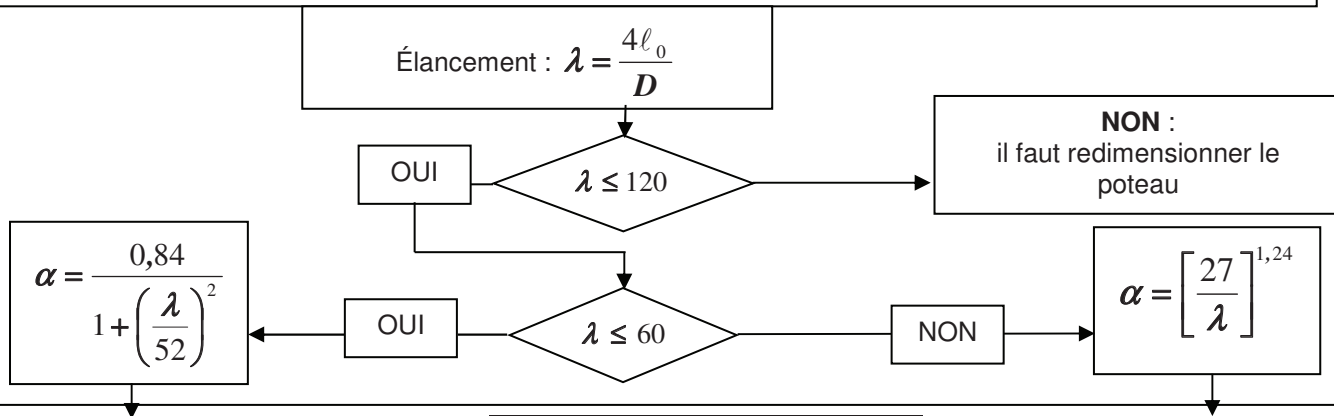 Élancement : λ = 4ℓ₀ / D
NON :
il faut redimensionner le
poteau
OUI
λ ≤ 120
α = 0,84 / (1 + (λ/52)²)
OUI
λ ≤ 60
NON
α = [27/λ]^1,24